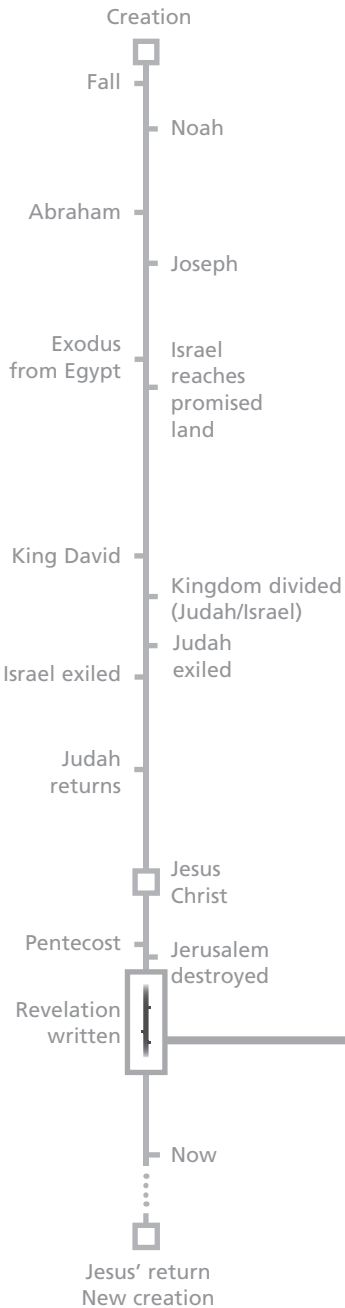 Creation
Fall
Noah
Abraham
Joseph
Exodus
from Egypt
Israel
reaches
promised
land
King David
Kingdom divided
(Judah/Israel)
Judah
exiled
Israel exiled
Judah
returns
Jesus
Christ
Pentecost
Jerusalem
destroyed
Revelation
written
Now
Jesus’ return
New creation